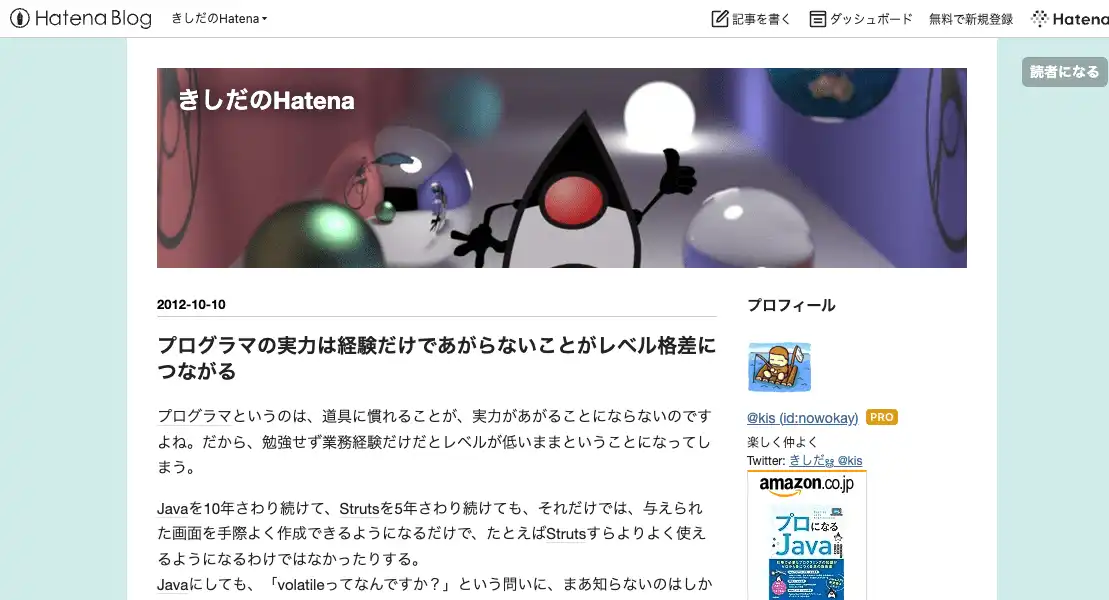 Hatena Blog
きしだのHatena
記事を書く
ダッシュボード
無料で新規登録
Hatena
読者になる
きしだのHatena
2012-10-10
プログラマの実力は経験だけであがらないことがレベル格差に
つながる
プログラマというのは、道具に慣れることが、実力があがることにならないのです
よね。だから、勉強せず業務経験だけだとレベルが低いままということになってし
まう。
Javaを10年さわり続けて、Strutsを5年さわり続けても、それだけでは、与えられ
た画面を手際よく作成できるようになるだけで、たとえばStrutsすらよりよく使え
るようになるわけではなかったりする。
Javaにしても、「volatileってなんですか？」という問いに、まあ知らないのはしか
プロフィール
@kis (id:nowokay) PRO
楽しく仲よく
Twitter: きしだ @kis
amazon.co.jp
プロになる
Java